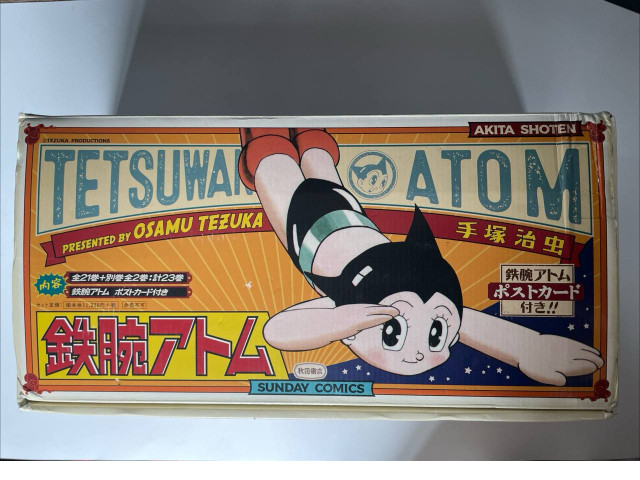 ©TEZUKA PRODUCTIONS
AKITA SHOTEN
TETSUWAN ATOM
PRESENTED BY OSAMU TEZUKA
手塚治虫
内容
全21巻+別巻全2巻:計23巻
鉄腕アトム ポストカード付き
鉄腕アトム
ポストカード
付き!!
鉄腕アトム
秋田書店
SUNDAY COMICS